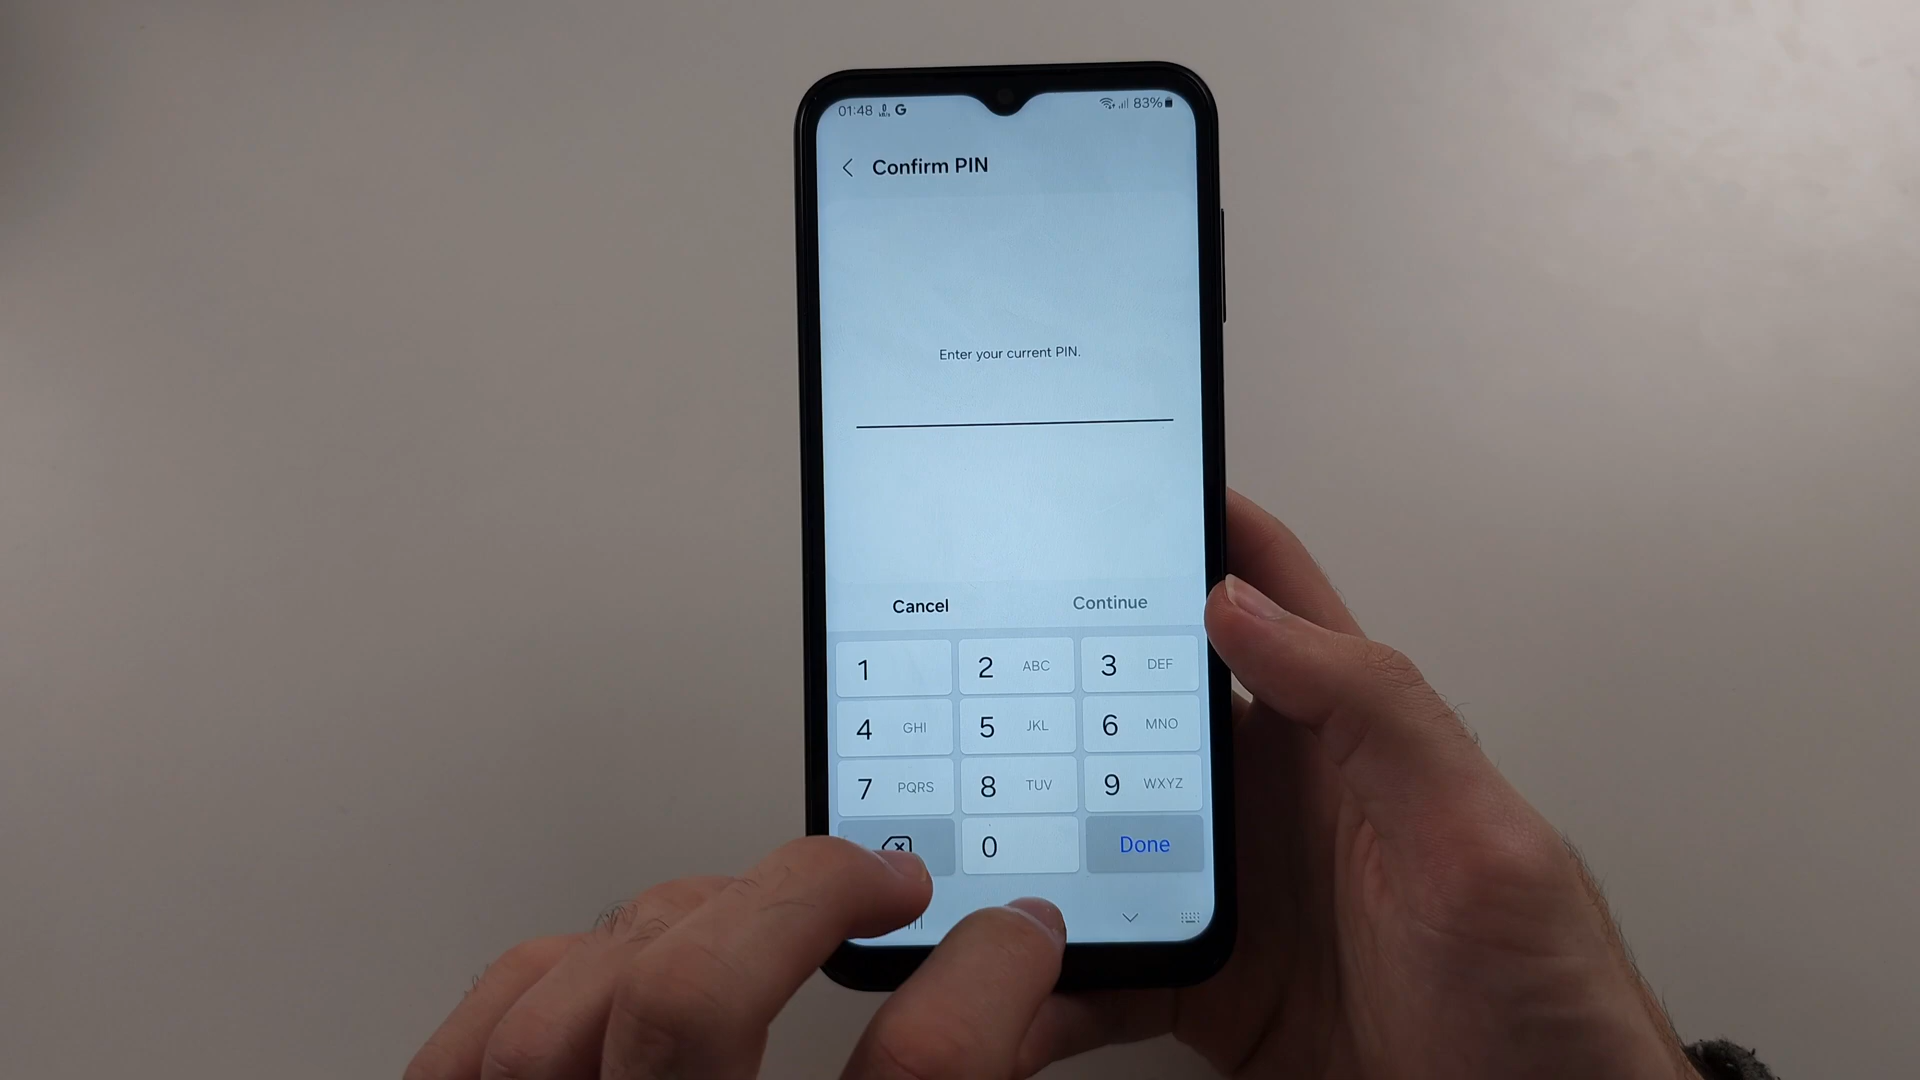 01:48 G 83%
Confirm PIN
Enter your current PIN.
Cancel Continue
1 2 ABC 3 DEF
4 GHI 5 JKL 6 MNO
7 PQRS 8 TUV 9 WXYZ
0 Done